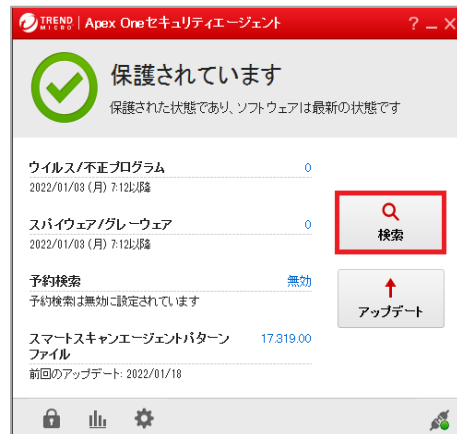 TREND MICRO | Apex Oneセキュリティエージェント ? _ ×
保護されています
保護された状態であり、ソフトウェアは最新の状態です
ウイルス/不正プログラム 0
2022/01/03 (月) 7:12以降
スパイウェア/グレーウェア 0
2022/01/03 (月) 7:12以降
検索
予約検索 無効
予約検索は無効に設定されています
アップデート
スマートスキャンエージェントパターン 17.319.00
ファイル
前回のアップデート: 2022/01/18